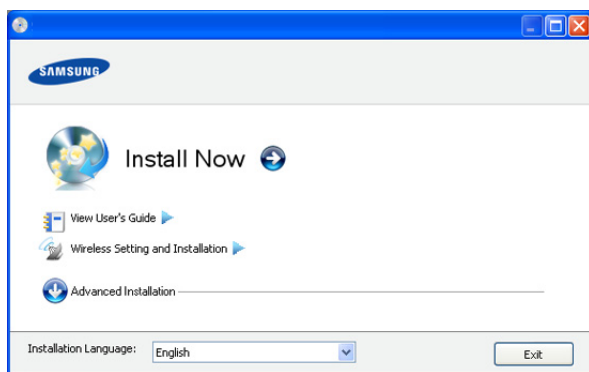 SAMSUNG
Install Now
View User's Guide
Wireless Setting and Installation
Advanced Installation
Installation Language: English
Exit